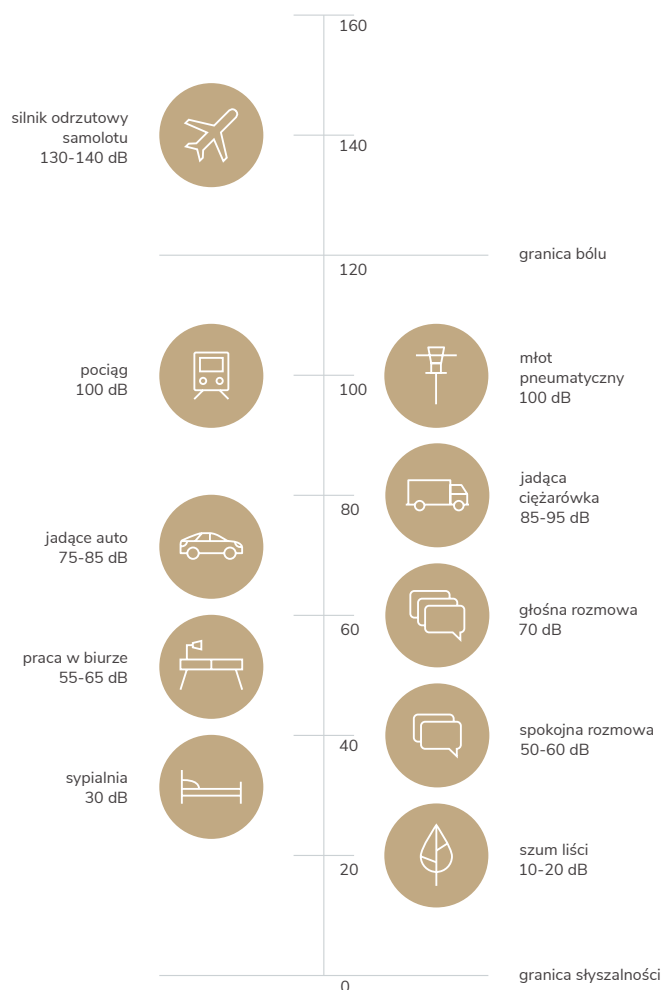 160
silnik odrzutowy
samolotu
130-140 dB
140
granica bólu
120
pociąg
100 dB
100
młot
pneumatyczny
100 dB
jadąca
ciężarówka
85-95 dB
80
jadące auto
75-85 dB
głośna rozmowa
70 dB
60
praca w biurze
55-65 dB
spokojna rozmowa
50-60 dB
40
sypialnia
30 dB
szum liści
10-20 dB
20
granica słyszalności
0